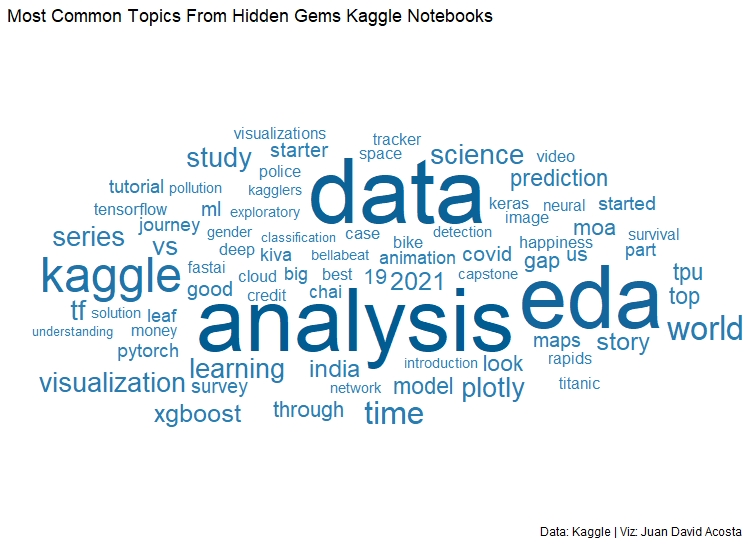 Most Common Topics From Hidden Gems Kaggle Notebooks
visualizations
tracker
study starter space science video
police
prediction
tutorial pollution kagglers data
tensorflow ml exploratory keras neural started
image
journey gender case detection moa
series vs classification bike happiness survival
deep kiva bellabeat animation covid gap us part
kaggle fastai cloud big best 19 2021 capstone eda tpu
good credit chai top
tf solution leaf analysis
understanding money maps story world
pytorch
learning india introduction look rapids
visualization survey network model plotly titanic
xgboost through time
Data: Kaggle | Viz: Juan David Acosta